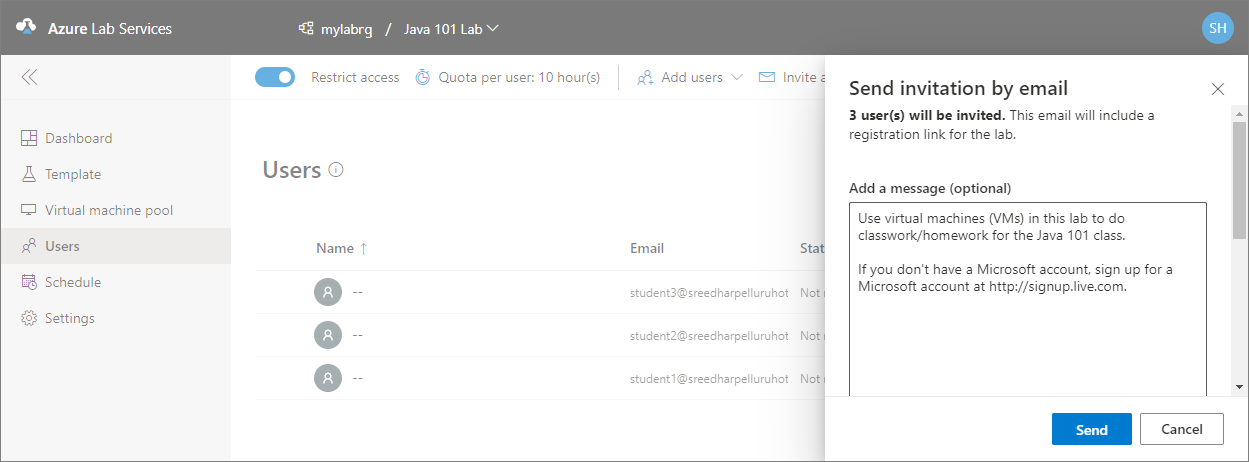 Azure Lab Services
mylabrg / Java 101 Lab
SH
Restrict access
Quota per user: 10 hour(s)
Add users
Invite a
Dashboard
Template
Virtual machine pool
Users
Schedule
Settings
Users
Name ↑ Email Stat
-- student3@sreedharpelluruhot Not
-- student2@sreedharpelluruhot Not
-- student1@sreedharpelluruhot Not
Send invitation by email
3 user(s) will be invited. This email will include a
registration link for the lab.
Add a message (optional)
Use virtual machines (VMs) in this lab to do
classwork/homework for the Java 101 class.
If you don't have a Microsoft account, sign up for a
Microsoft account at http://signup.live.com.
Send
Cancel